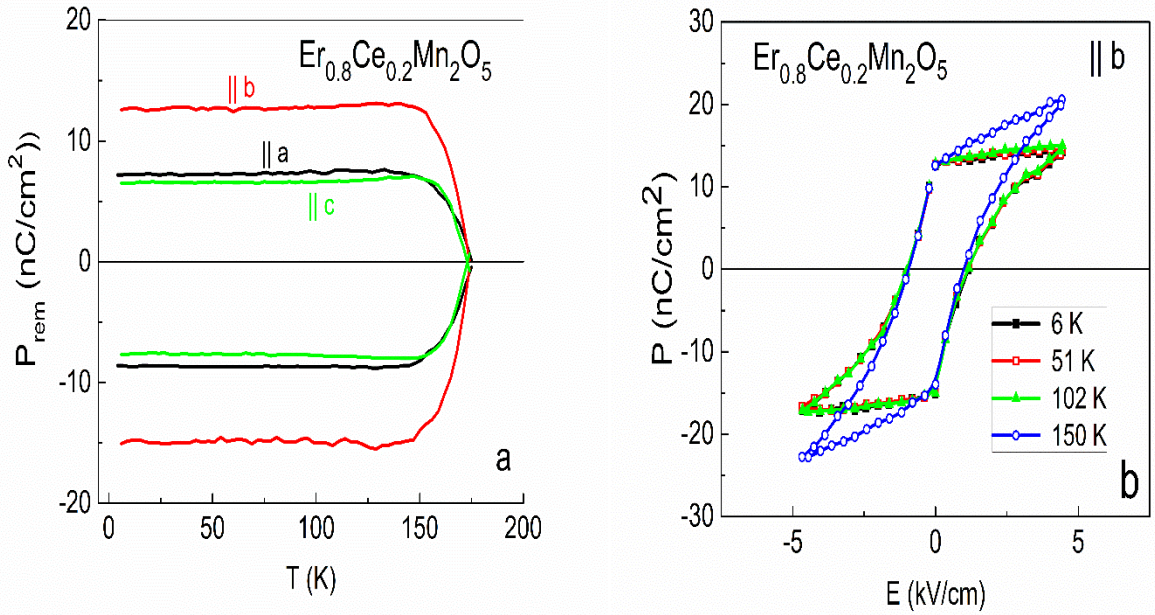 Er₀.₈Ce₀.₂Mn₂O₅
|| b
|| a
|| c
20
10
0
-10
-20
0
50
100
150
200
P_rem (nC/cm²))
T (K)
a
Er₀.₈Ce₀.₂Mn₂O₅
|| b
30
20
10
0
-10
-20
-30
-5
0
5
P (nC/cm²)
E (kV/cm)
6 K
51 K
102 K
150 K
b